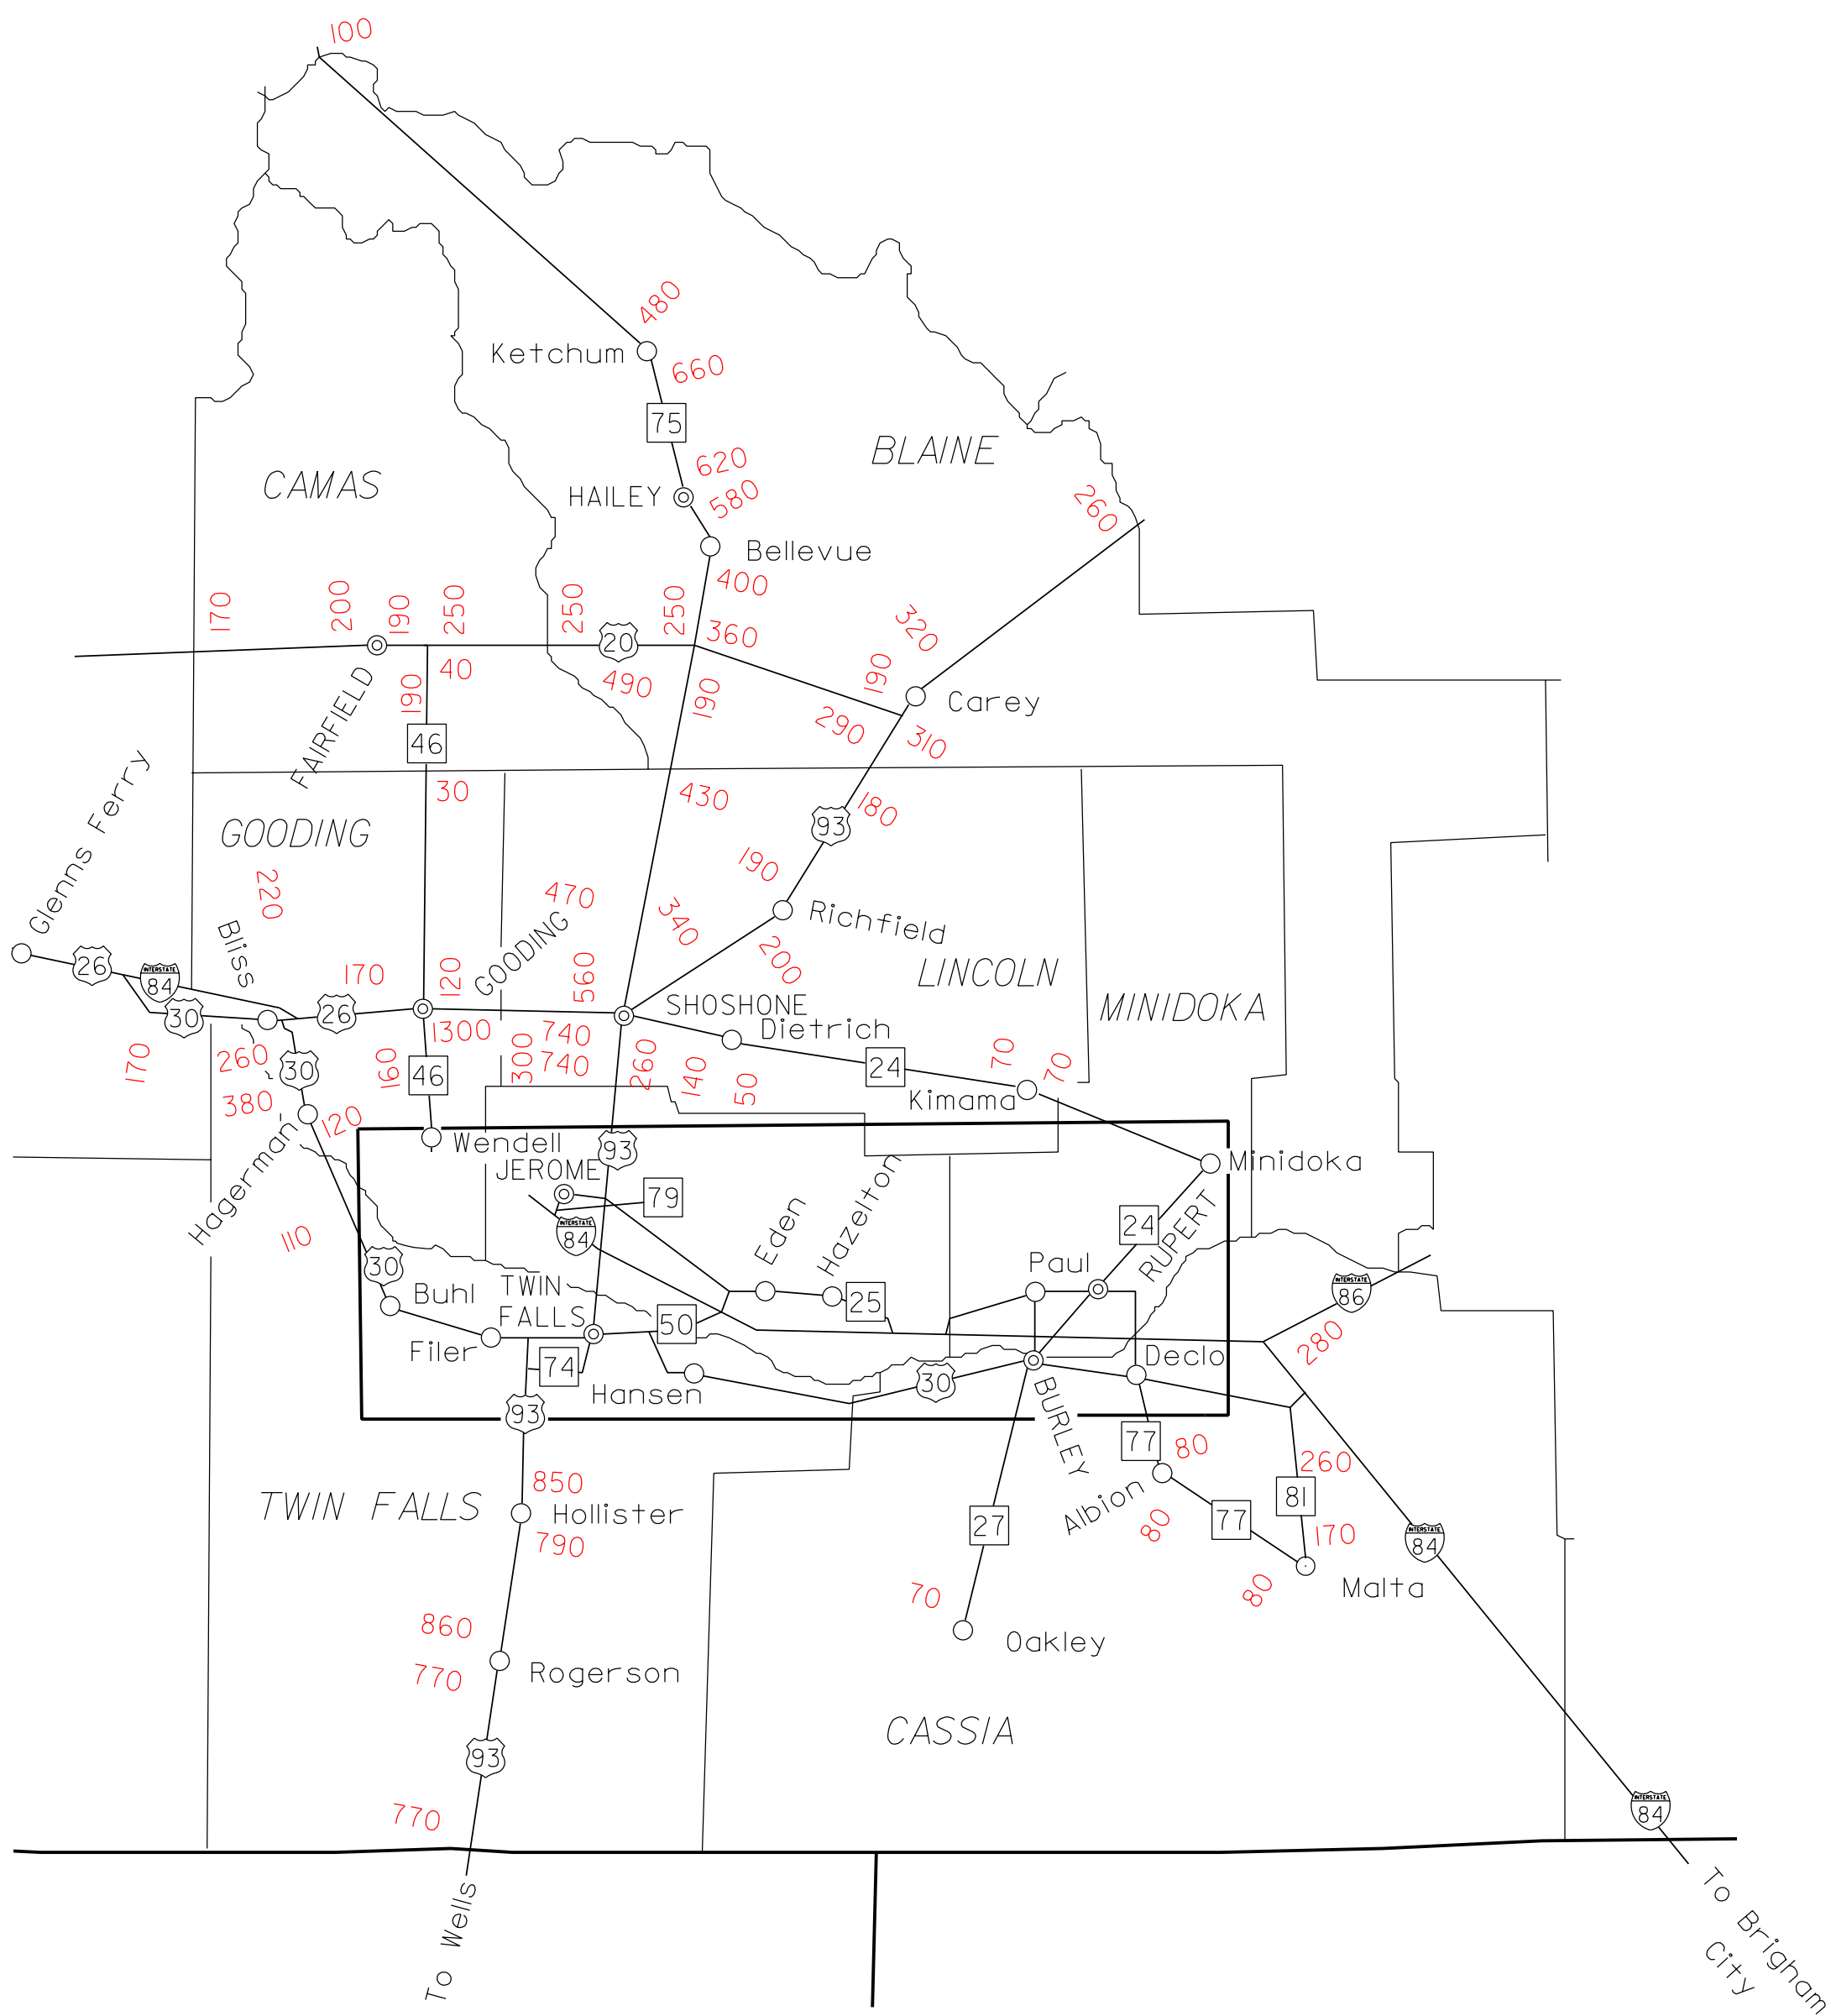 100
480
Ketchum
660
75
BLAINE
620
CAMAS
HAILEY
580
260
Bellevue
400
170
200
190
250
250
250
320
360
20
40
490
190
190
190
Carey
FAIRFIELD
290
310
46
30
430
180
93
Glenns Ferry
GOODING
190
220
470
340
Richfield
Bliss
GOODING
200
26
INTERSTATE
84
170
120
560
LINCOLN
SHOSHONE
MINIDOKA
30
26
1300
740
Dietrich
170
260
30
160
46
300
740
260
140
50
24
70
70
380
120
Kimama
Hagerman
Wendell
93
JEROME
Minidoka
79
Eden
Hazelton
110
INTERSTATE
84
24
RUPERT
30
Paul
Buhl
TWIN
FALLS
50
25
INTERSTATE
86
Filer
74
Declo
280
Hansen
30
93
BURLEY
77
80
260
850
TWIN FALLS
Hollister
Albion
81
27
80
77
170
790
INTERSTATE
84
70
80
Malta
860
Oakley
770
Rogerson
CASSIA
93
770
INTERSTATE
84
To Wells
To Brigham
City